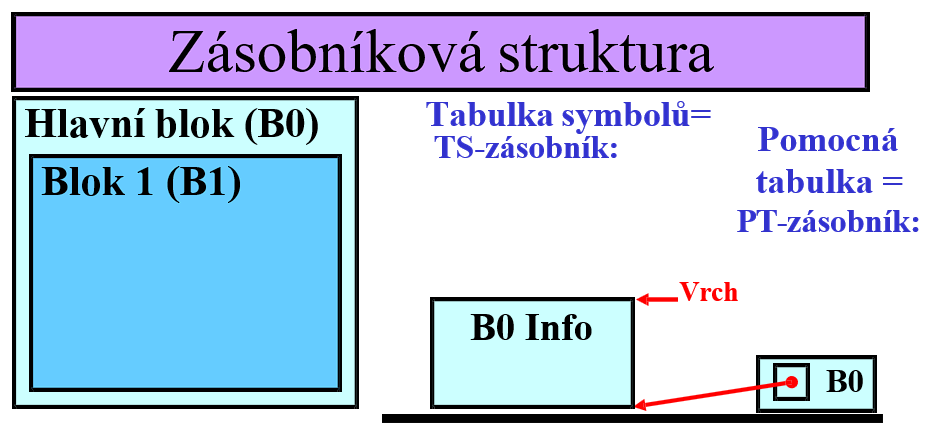 Zásobníková struktura
Hlavní blok (B0)
Blok 1 (B1)
Tabulka symbolů=
TS-zásobník:
Pomocná
tabulka =
PT-zásobník:
Vrch
B0 Info
B0